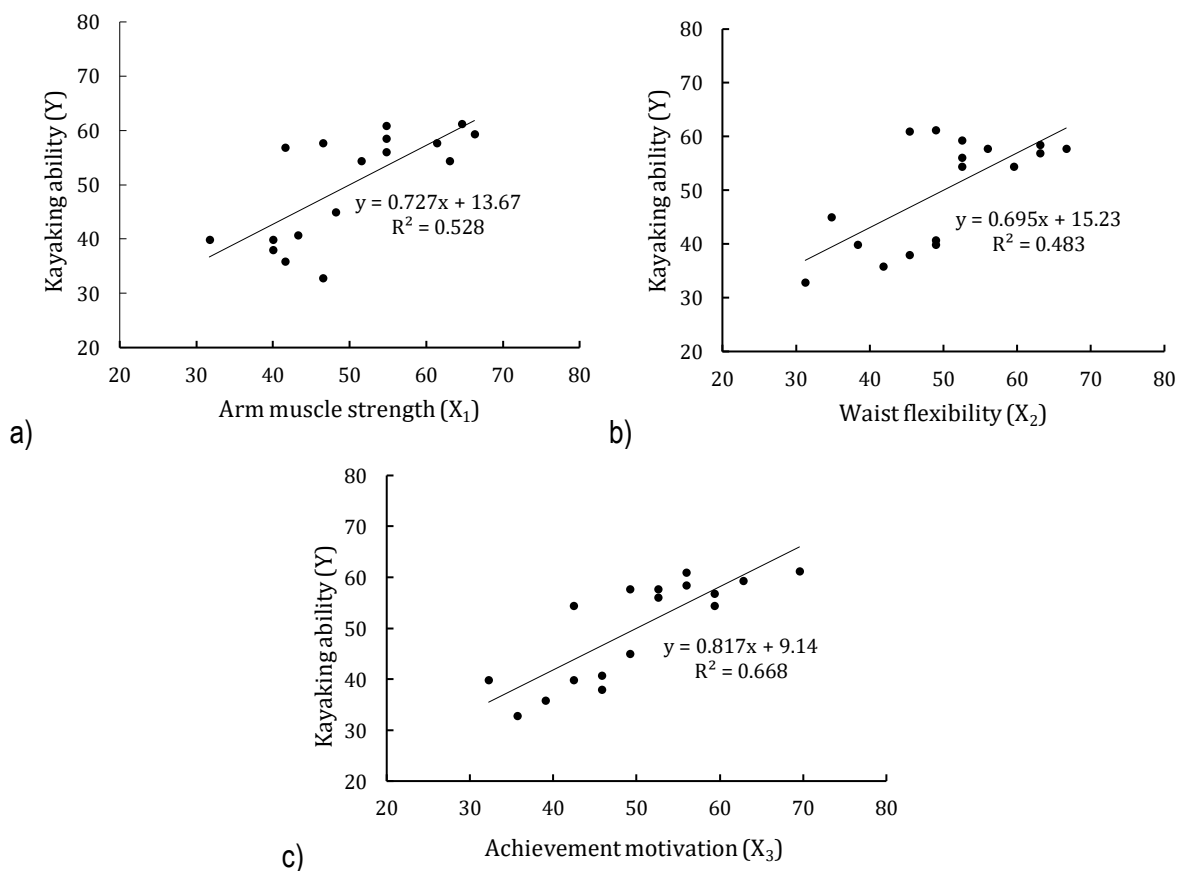 80
70
60
50
40
30
20
Kayaking ability (Y)
y = 0.727x + 13.67
R² = 0.528
20 30 40 50 60 70 80
Arm muscle strength (X₁)
a)
80
70
60
50
40
30
20
Kayaking ability (Y)
y = 0.695x + 15.23
R² = 0.483
20 30 40 50 60 70 80
Waist flexibility (X₂)
b)
80
70
60
50
40
30
20
Kayaking ability (Y)
y = 0.817x + 9.14
R² = 0.668
20 30 40 50 60 70 80
Achievement motivation (X₃)
c)